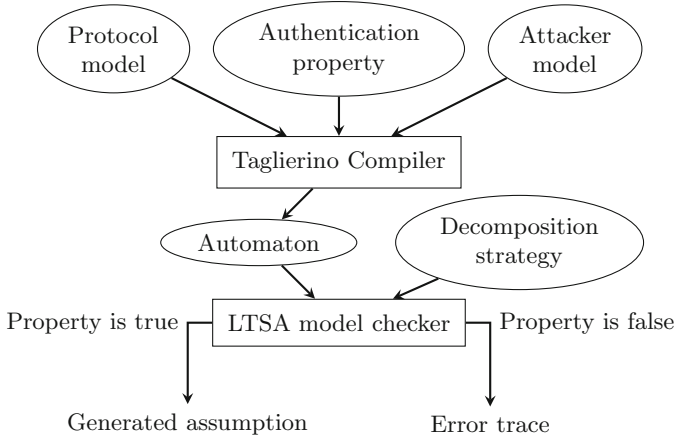 Protocol
model
Authentication
property
Attacker
model
Taglierino Compiler
Automaton
Decomposition
strategy
Property is true
LTSA model checker
Property is false
Generated assumption
Error trace